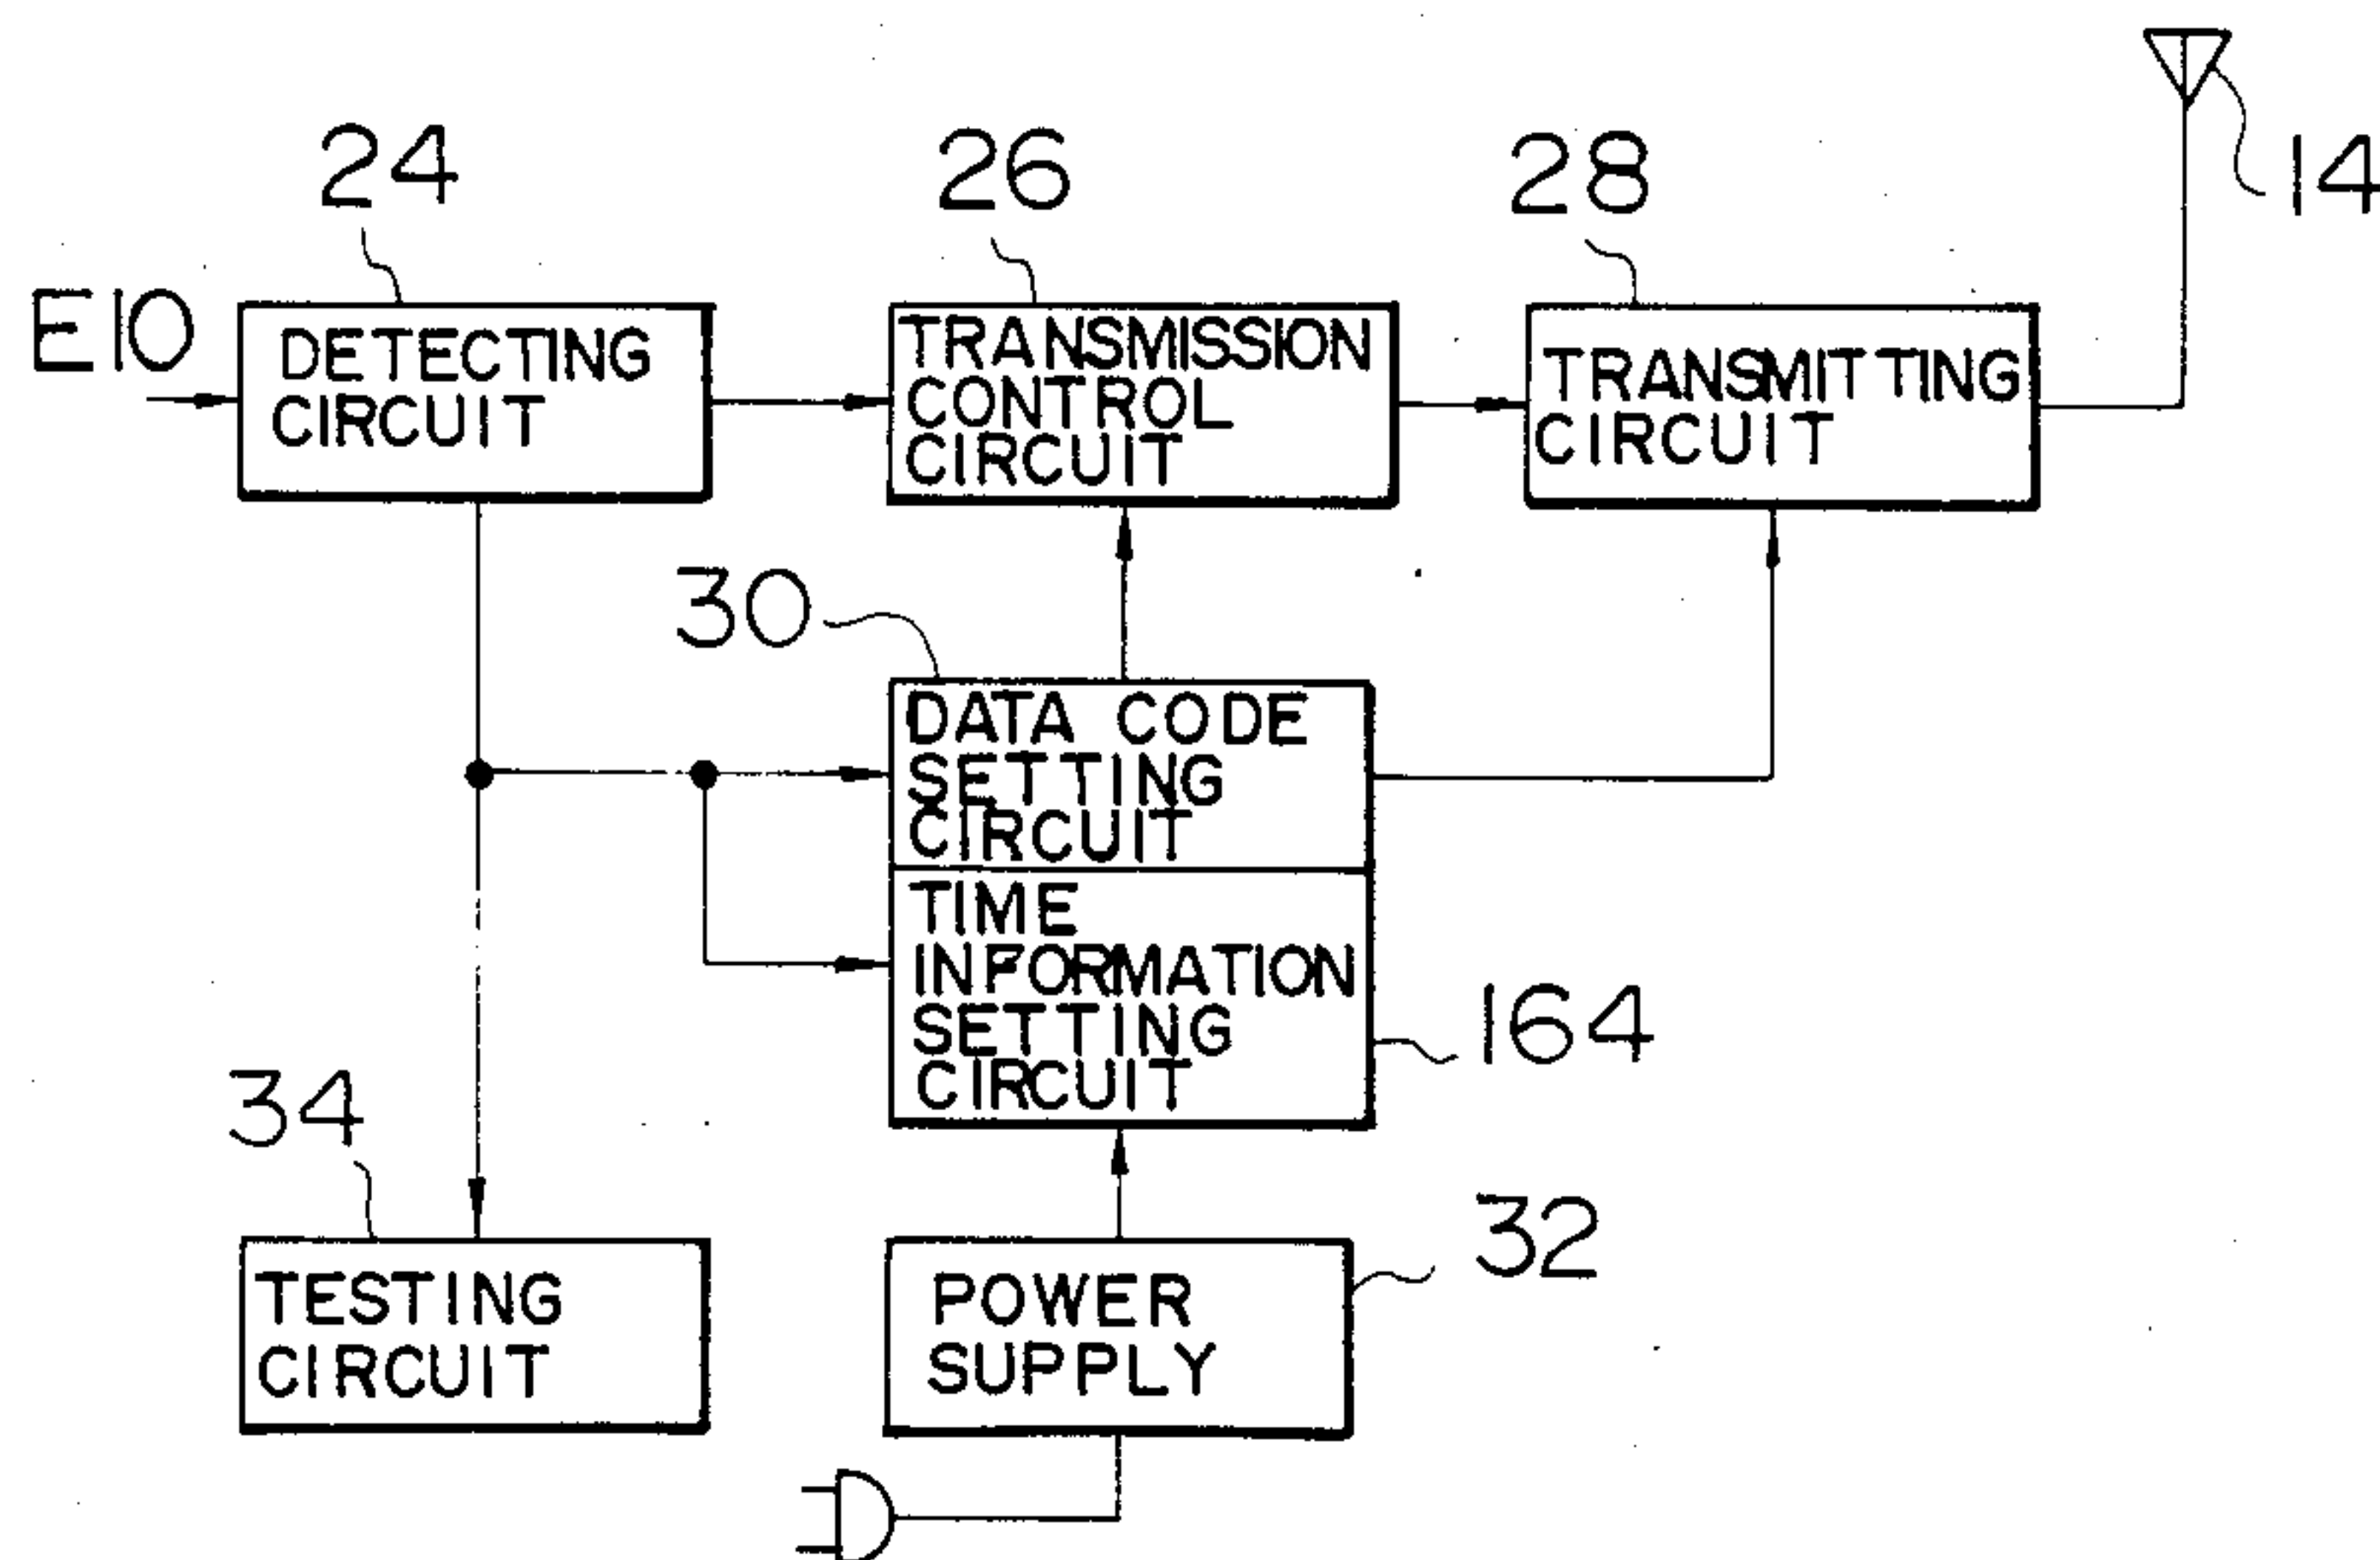 24
26
28
14
E10
DETECTING
CIRCUIT
TRANSMISSION
CONTROL
CIRCUIT
TRANSMITTING
CIRCUIT
30
DATA CODE
SETTING
CIRCUIT
TIME
INFORMATION
SETTING
CIRCUIT
164
34
32
TESTING
CIRCUIT
POWER
SUPPLY